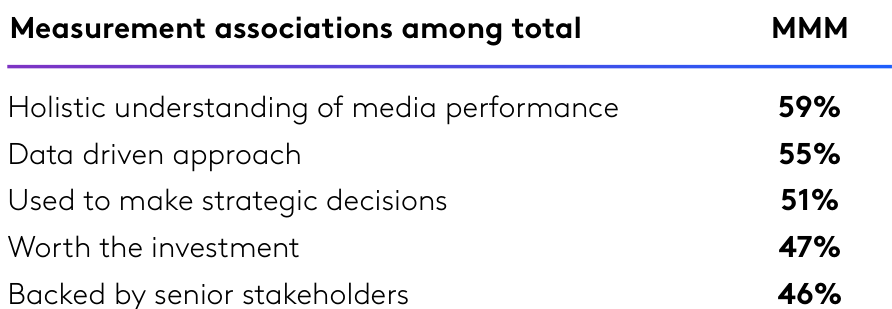 Measurement associations among total MMM
Holistic understanding of media performance 59%
Data driven approach 55%
Used to make strategic decisions 51%
Worth the investment 47%
Backed by senior stakeholders 46%